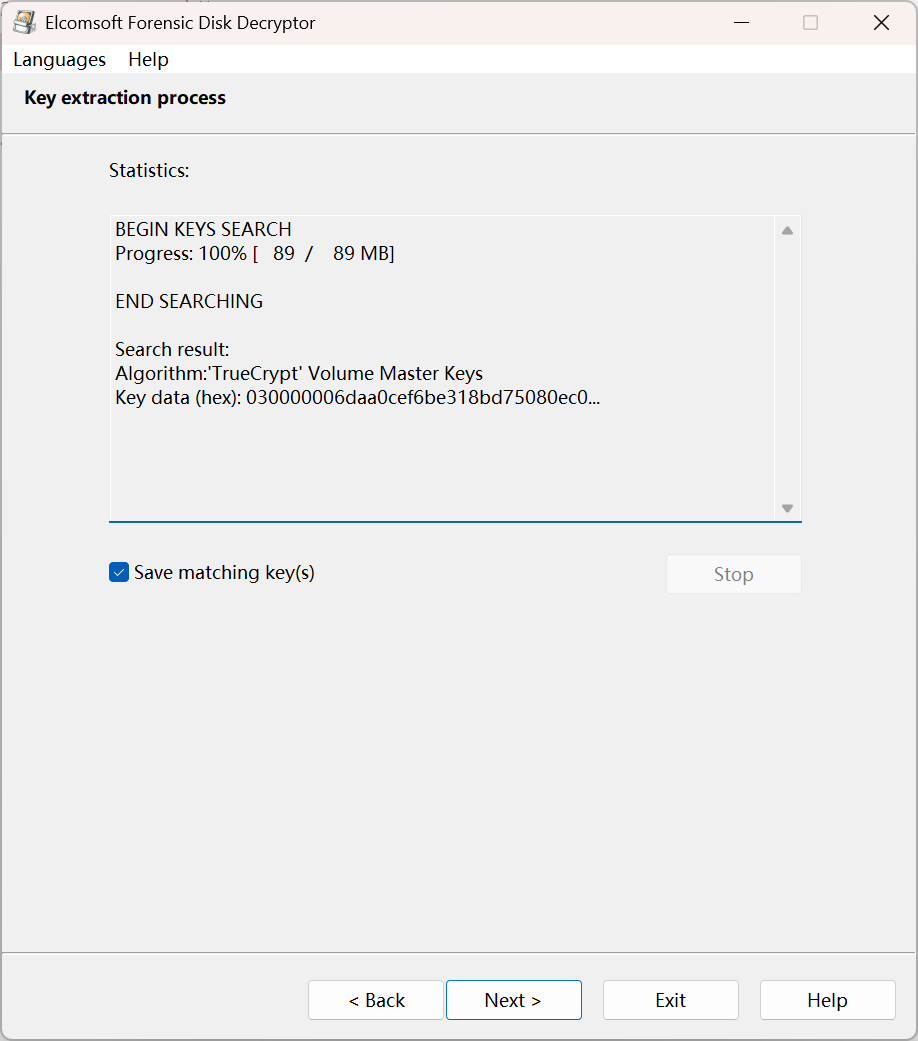 Elcomsoft Forensic Disk Decryptor
Languages Help
Key extraction process
Statistics:
BEGIN KEYS SEARCH
Progress: 100% [ 89 / 89 MB]
END SEARCHING
Search result:
Algorithm:'TrueCrypt' Volume Master Keys
Key data (hex): 030000006daa0cef6be318bd75080ec0...
Save matching key(s)
Stop
< Back
Next >
Exit
Help